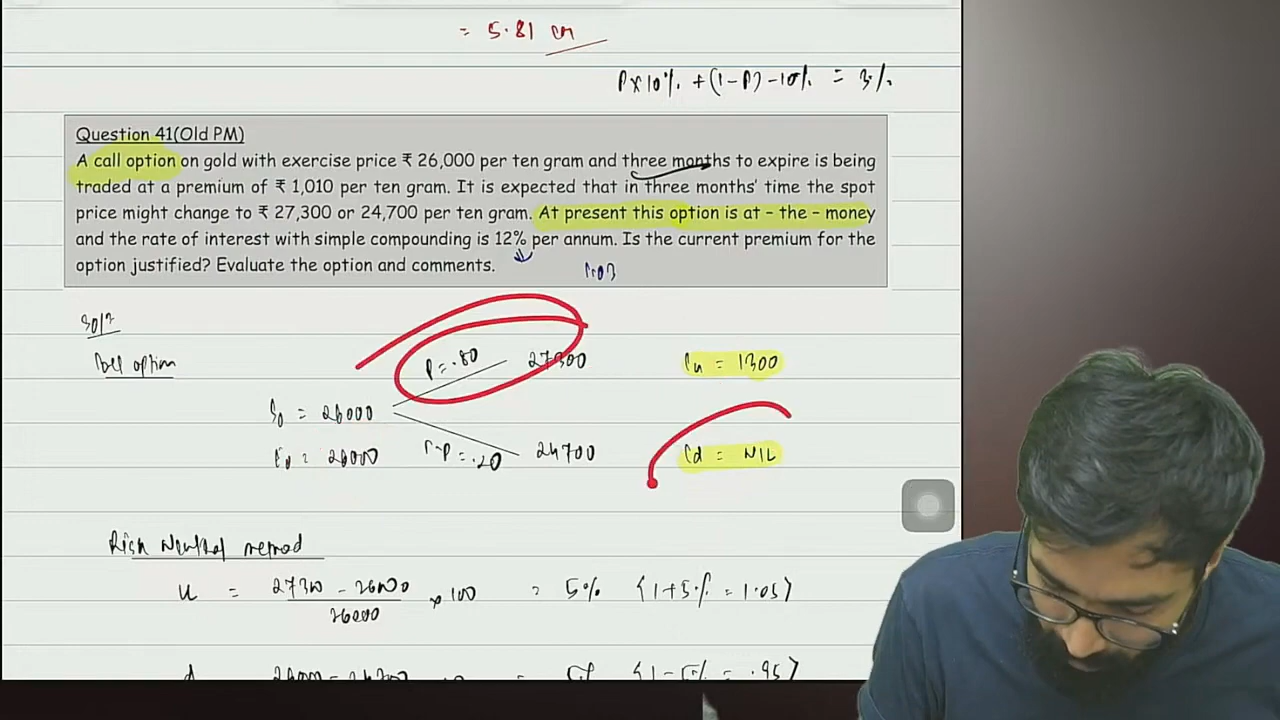 = 5.81 cr
P×10% + (1-P) -10% = 3%
Question 41(Old PM)
A call option on gold with exercise price ₹ 26,000 per ten gram and three months to expire is being
traded at a premium of ₹ 1,010 per ten gram. It is expected that in three months' time the spot
price might change to ₹ 27,300 or 24,700 per ten gram. At present this option is at – the – money
and the rate of interest with simple compounding is 12% per annum. Is the current premium for the
option justified? Evaluate the option and comments.
1.03
Call option
P = .80 27300 Cu = 1300
S0 = 26000
26000 1-P = .20 24700 Cd = NIL
Risk Neutral method
u = 27300 - 26000 / 26000 × 100 = 5% {1+5% = 1.05}
d = {1-5% = .95}